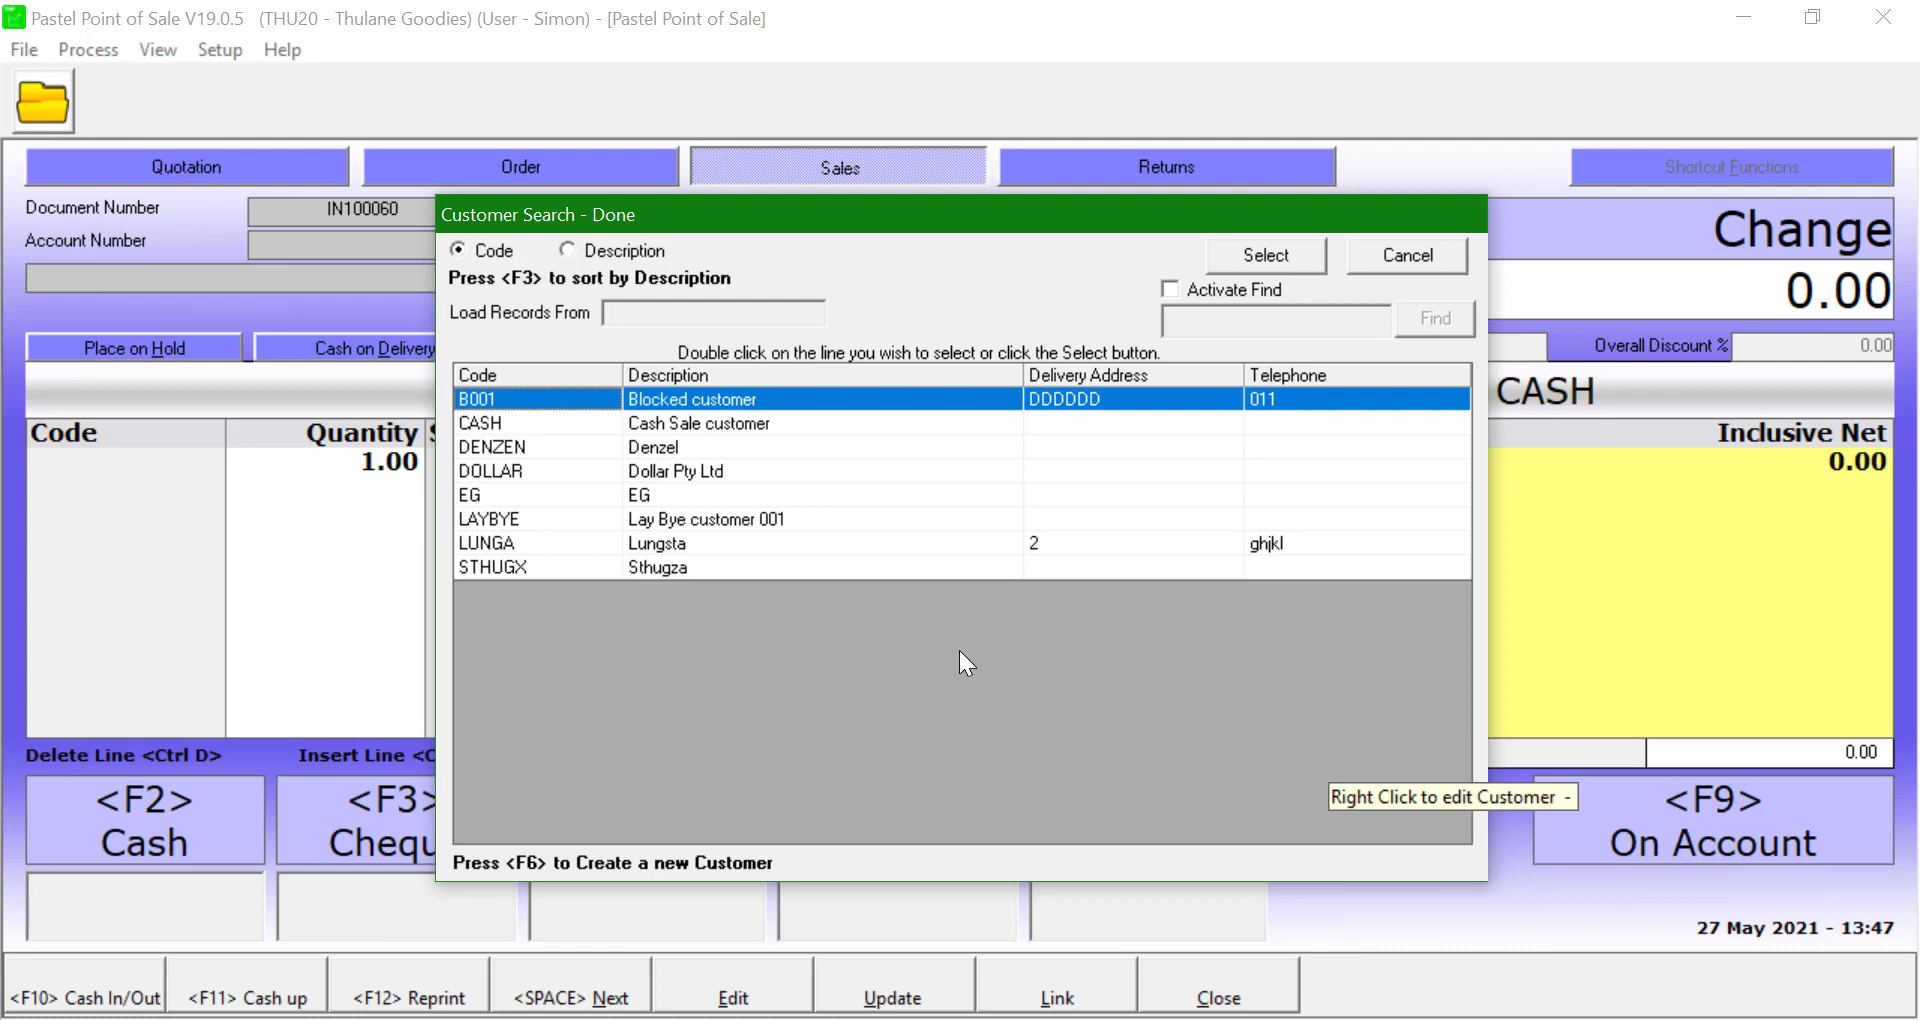 Pastel Point of Sale V19.0.5 (THU20 - Thulane Goodies) (User - Simon) - [Pastel Point of Sale]
File Process View Setup Help
Quotation Order Sales Returns Shortcut Functions
Document Number IN100060
Account Number
Customer Search - Done
Code Description
Select Cancel
Press <F3> to sort by Description
Activate Find
Load Records From
Find
Change
0.00
Place on Hold Cash on Delivery
Overall Discount % 0.00
Double click on the line you wish to select or click the Select button.
CASH
Code Description Delivery Address Telephone
B001 Blocked customer DDDDDD 011
CASH Cash Sale customer
DENZEN Denzel
DOLLAR Dollar Pty Ltd
EG EG
LAYBYE Lay Bye customer 001
LUNGA Lungsta 2 ghjkl
STHUGX Sthugza
Code Quantity
1.00
Inclusive Net
0.00
Delete Line <Ctrl D> Insert Line <C
0.00
Right Click to edit Customer -
<F2>
Cash
<F3>
Chequ
<F9>
On Account
Press <F6> to Create a new Customer
27 May 2021 - 13:47
<F10> Cash In/Out <F11> Cash up <F12> Reprint <SPACE> Next Edit Update Link Close